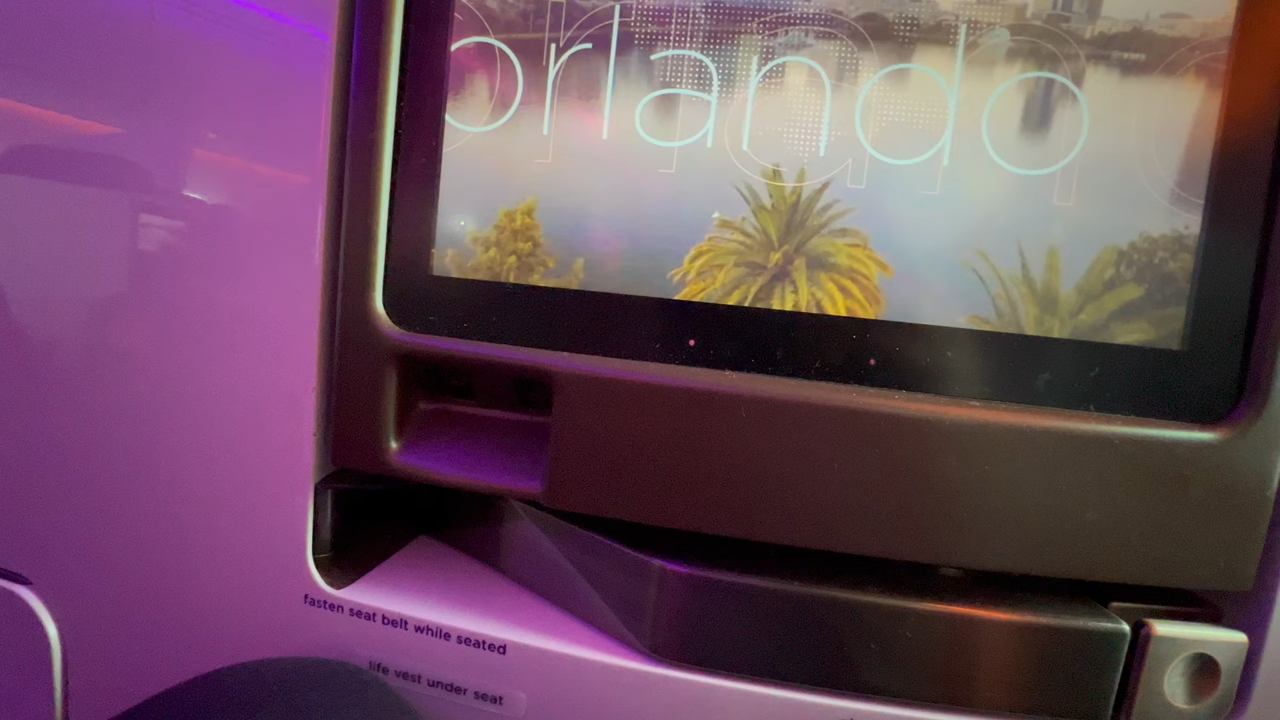 orlando
fasten seat belt while seated
life vest under seat